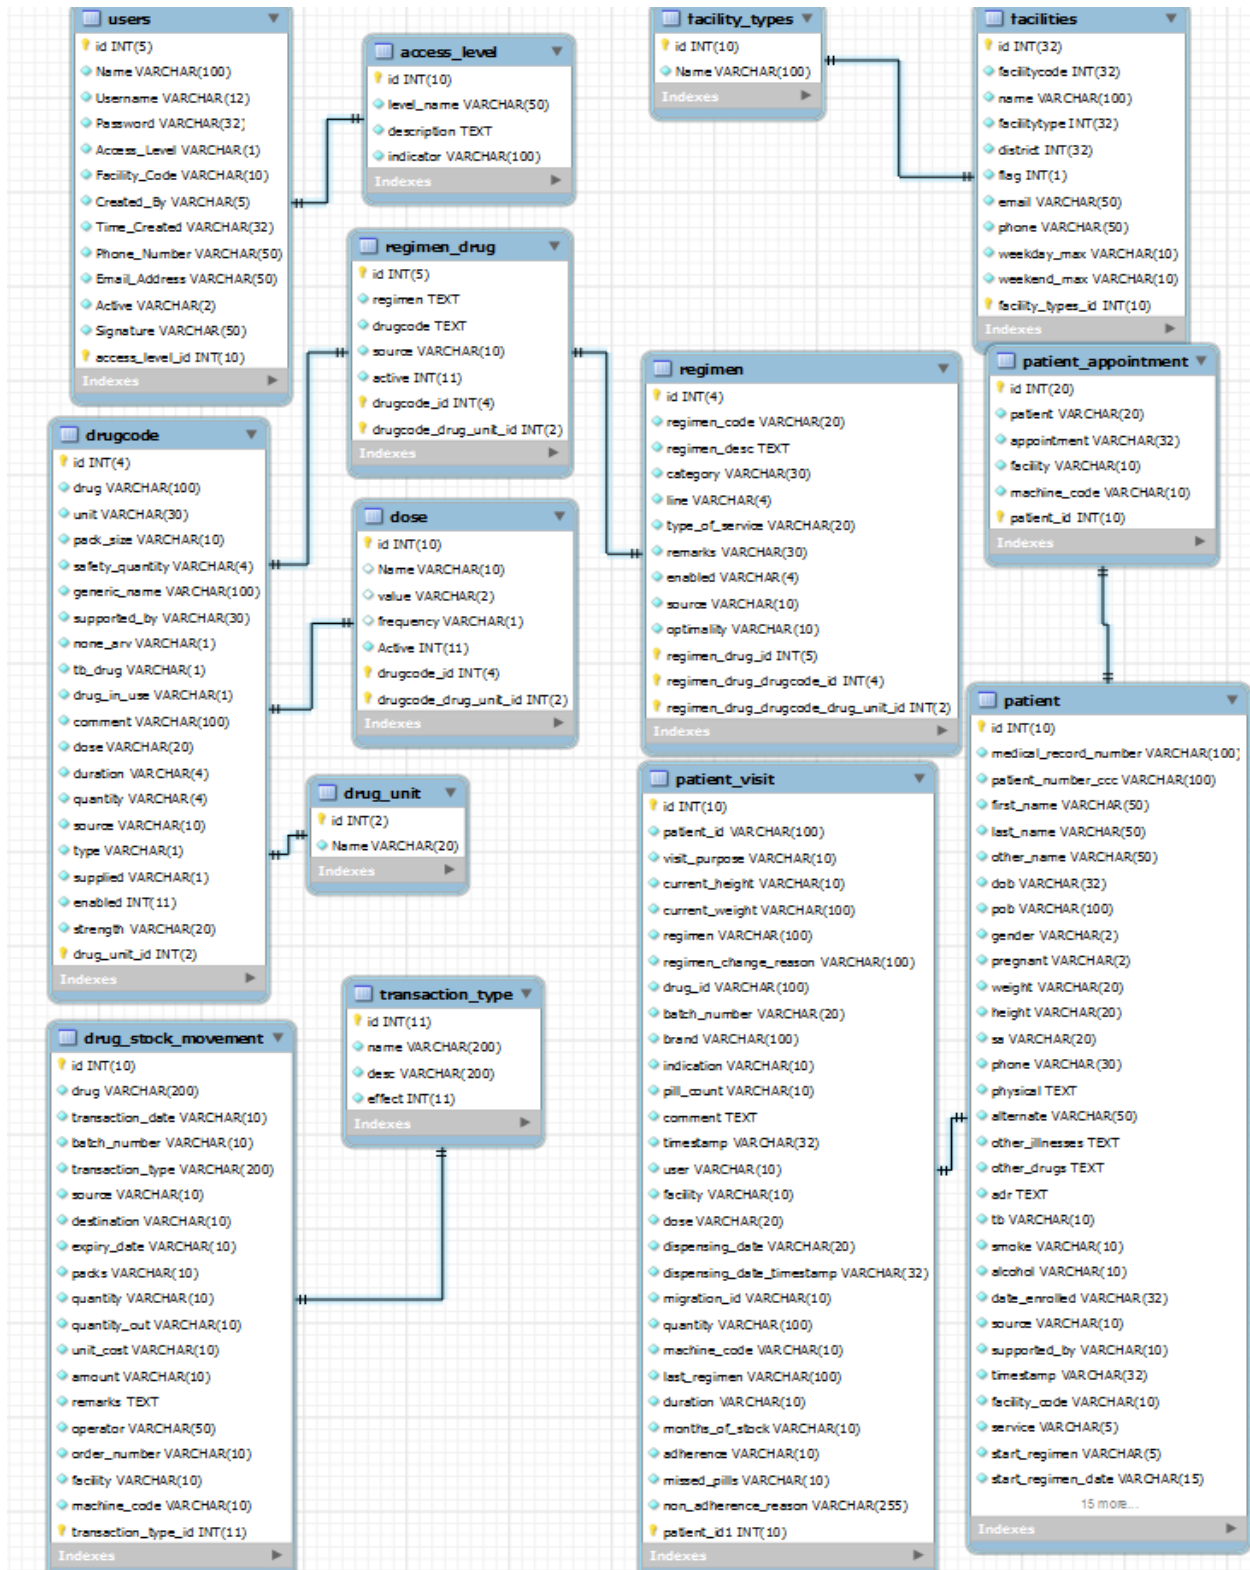 users
id INT(5)
Name VARCHAR(100)
Username VARCHAR(12)
Password VARCHAR(32)
Access_Level VARCHAR(1)
Facility_Code VARCHAR(10)
Created_By VARCHAR(5)
Time_Created VARCHAR(32)
Phone_Number VARCHAR(50)
Email_Address VARCHAR(50)
Active VARCHAR(2)
Signature VARCHAR(50)
access_level_id INT(10)
Indexes
access_level
id INT(10)
level_name VARCHAR(50)
description TEXT
indicator VARCHAR(100)
Indexes
facility_types
id INT(10)
Name VARCHAR(100)
Indexes
facilities
id INT(32)
facilitycode INT(32)
name VARCHAR(100)
facilitytype INT(32)
district INT(32)
flag INT(1)
email VARCHAR(50)
phone VARCHAR(50)
weekday_max VARCHAR(10)
weekend_max VARCHAR(10)
facility_types_id INT(10)
Indexes
regimen_drug
id INT(5)
regimen TEXT
drugcode TEXT
source VARCHAR(10)
active INT(11)
drugcode_id INT(4)
drugcode_drug_unit_id INT(2)
Indexes
regimen
id INT(4)
regimen_code VARCHAR(20)
regimen_desc TEXT
category VARCHAR(30)
line VARCHAR(4)
type_of_service VARCHAR(20)
remarks VARCHAR(30)
enabled VARCHAR(4)
source VARCHAR(10)
optimality VARCHAR(10)
regimen_drug_id INT(5)
regimen_drug_drugcode_id INT(4)
regimen_drug_drugcode_drug_unit_id INT(2)
Indexes
patient_appointment
id INT(20)
patient VARCHAR(20)
appointment VARCHAR(32)
facility VARCHAR(10)
machine_code VARCHAR(10)
patient_id INT(10)
Indexes
drugcode
id INT(4)
drug VARCHAR(100)
unit VARCHAR(30)
pack_size VARCHAR(10)
safety_quantity VARCHAR(4)
generic_name VARCHAR(100)
supported_by VARCHAR(30)
none_arv VARCHAR(1)
tb_drug VARCHAR(1)
drug_in_use VARCHAR(1)
comment VARCHAR(100)
dose VARCHAR(20)
duration VARCHAR(4)
quantity VARCHAR(4)
source VARCHAR(10)
type VARCHAR(1)
supplied VARCHAR(1)
enabled INT(11)
strength VARCHAR(20)
drug_unit_id INT(2)
Indexes
dose
id INT(10)
Name VARCHAR(10)
value VARCHAR(2)
frequency VARCHAR(1)
Active INT(11)
drugcode_id INT(4)
drugcode_drug_unit_id INT(2)
Indexes
drug_unit
id INT(2)
Name VARCHAR(20)
Indexes
patient_visit
id INT(10)
patient_id VARCHAR(100)
visit_purpose VARCHAR(10)
current_height VARCHAR(10)
current_weight VARCHAR(100)
regimen VARCHAR(100)
regimen_change_reason VARCHAR(100)
drug_id VARCHAR(100)
batch_number VARCHAR(20)
brand VARCHAR(100)
indication VARCHAR(10)
pill_count VARCHAR(10)
comment TEXT
timestamp VARCHAR(32)
user VARCHAR(10)
facility VARCHAR(10)
dose VARCHAR(20)
dispensing_date VARCHAR(20)
dispensing_date_timestamp VARCHAR(32)
migration_id VARCHAR(10)
quantity VARCHAR(100)
machine_code VARCHAR(10)
last_regimen VARCHAR(100)
duration VARCHAR(10)
months_of_stock VARCHAR(10)
adherence VARCHAR(10)
missed_pills VARCHAR(10)
non_adherence_reason VARCHAR(255)
patient_id1 INT(10)
Indexes
patient
id INT(10)
medical_record_number VARCHAR(100)
patient_number_ccc VARCHAR(100)
first_name VARCHAR(50)
last_name VARCHAR(50)
other_name VARCHAR(50)
dob VARCHAR(32)
pob VARCHAR(100)
gender VARCHAR(2)
pregnant VARCHAR(2)
weight VARCHAR(20)
height VARCHAR(20)
sa VARCHAR(20)
phone VARCHAR(30)
physical TEXT
alternate VARCHAR(50)
other_illnesses TEXT
other_drugs TEXT
adr TEXT
tb VARCHAR(10)
smoke VARCHAR(10)
alcohol VARCHAR(10)
date_enrolled VARCHAR(32)
source VARCHAR(10)
supported_by VARCHAR(10)
timestamp VARCHAR(32)
facility_code VARCHAR(10)
service VARCHAR(5)
start_regimen VARCHAR(5)
start_regimen_date VARCHAR(15)
15 more...
Indexes
transaction_type
id INT(11)
name VARCHAR(200)
desc VARCHAR(200)
effect INT(11)
Indexes
drug_stock_movement
id INT(10)
drug VARCHAR(200)
transaction_date VARCHAR(10)
batch_number VARCHAR(10)
transaction_type VARCHAR(200)
source VARCHAR(10)
destination VARCHAR(10)
expiry_date VARCHAR(10)
packs VARCHAR(10)
quantity VARCHAR(10)
quantity_out VARCHAR(10)
unit_cost VARCHAR(10)
amount VARCHAR(10)
remarks TEXT
operator VARCHAR(50)
order_number VARCHAR(10)
facility VARCHAR(10)
machine_code VARCHAR(10)
transaction_type_id INT(11)
Indexes